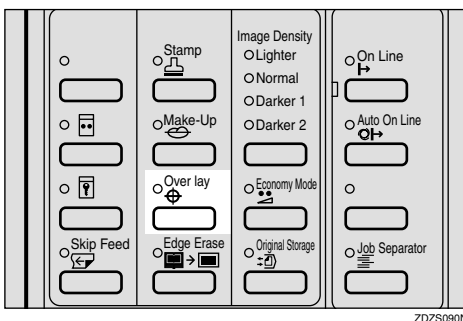 Stamp
Make-Up
Over lay
Skip Feed
Edge Erase
Image Density
Lighter
Normal
Darker 1
Darker 2
Economy Mode
Original Storage
On Line
Auto On Line
Job Separator
ZDZS090N